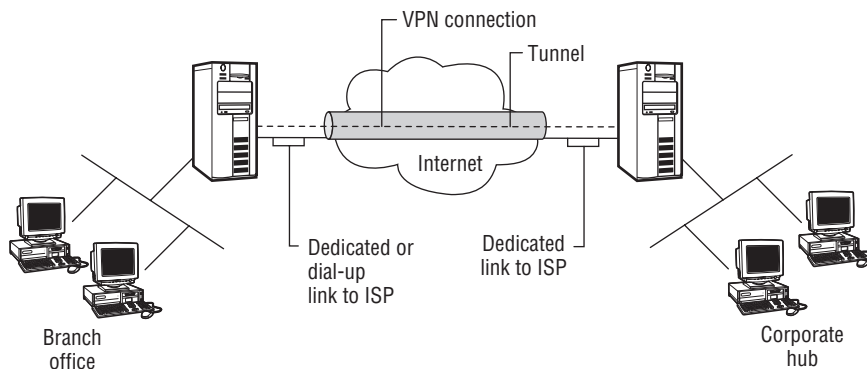 VPN connection
Tunnel
Internet
Dedicated or
dial-up
link to ISP
Dedicated
link to ISP
Branch
office
Corporate
hub